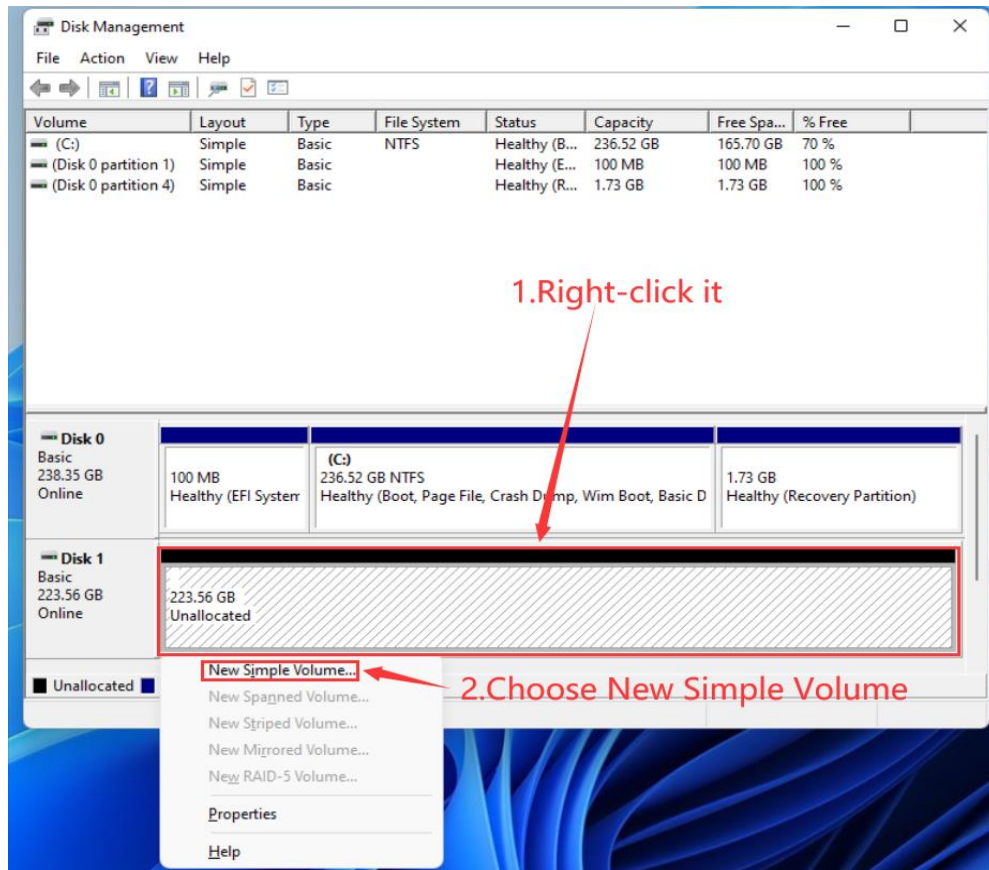 Disk Management
File Action View Help
Volume Layout Type File System Status Capacity Free Spa... % Free
(C:) Simple Basic NTFS Healthy (B... 236.52 GB 165.70 GB 70 %
(Disk 0 partition 1) Simple Basic Healthy (E... 100 MB 100 MB 100 %
(Disk 0 partition 4) Simple Basic Healthy (R... 1.73 GB 1.73 GB 100 %
1.Right-click it
Disk 0
Basic
238.35 GB
Online
100 MB
Healthy (EFI System
(C:)
236.52 GB NTFS
Healthy (Boot, Page File, Crash Dump, Wim Boot, Basic D
1.73 GB
Healthy (Recovery Partition)
Disk 1
Basic
223.56 GB
Online
223.56 GB
Unallocated
Unallocated
New Simple Volume...
2.Choose New Simple Volume
New Spanned Volume...
New Striped Volume...
New Mirrored Volume...
New RAID-5 Volume...
Properties
Help